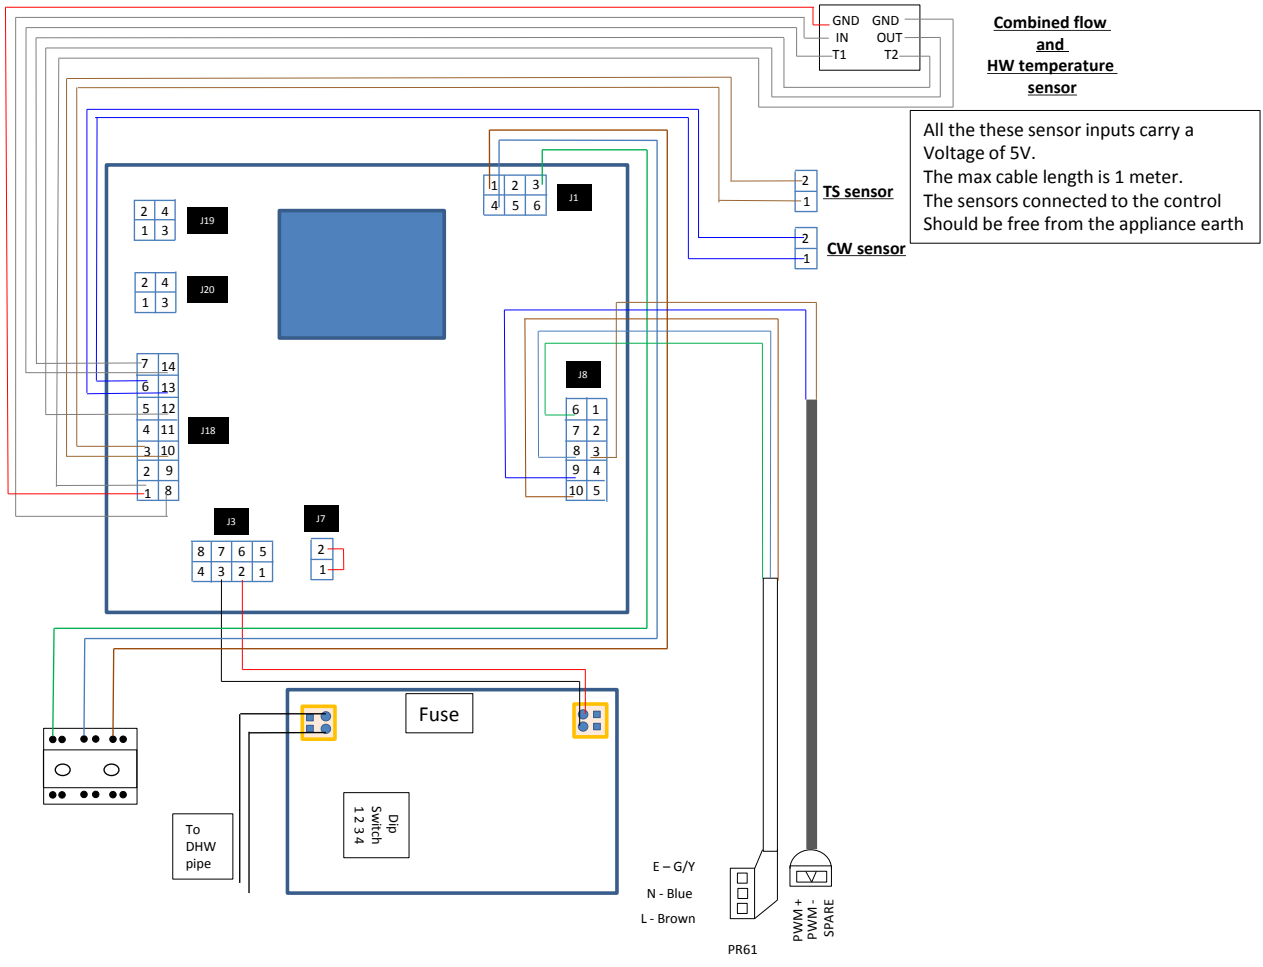 GND GND
IN OUT
T1 T2
Combined flow
and
HW temperature
sensor
All the these sensor inputs carry a
Voltage of 5V.
The max cable length is 1 meter.
The sensors connected to the control
Should be free from the appliance earth
2
1
TS sensor
2
1
CW sensor
1 2 3
4 5 6
J1
2 4
1 3
J19
2 4
1 3
J20
7 14
6 13
5 12
4 11
3 10
2 9
1 8
J18
J8
6 1
7 2
8 3
9 4
10 5
J3
8 7 6 5
4 3 2 1
J7
2
1
Fuse
Dip
Switch
1 2 3 4
To
DHW
pipe
E – G/Y
N - Blue
L - Brown
PR61
PWM +
PWM -
SPARE